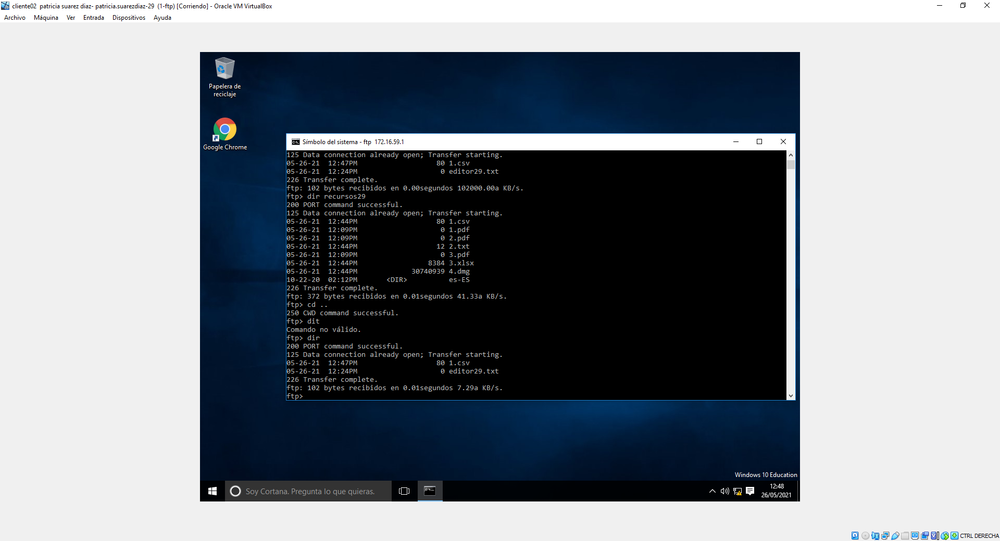 cliente02  patricia suarez diaz- patricia.suarezdiaz-29  (1-ftp) [Corriendo] - Oracle VM VirtualBox
Archivo Máquina Ver Entrada Dispositivos Ayuda
Papelera de
reciclaje
Google Chrome
Símbolo del sistema - ftp  172.16.59.1
125 Data connection already open; Transfer starting.
05-26-21  12:47PM                   80 1.csv
05-26-21  12:24PM                    0 editor29.txt
226 Transfer complete.
ftp: 102 bytes recibidos en 0.00segundos 102000.00a KB/s.
ftp> dir recursos29
200 PORT command successful.
125 Data connection already open; Transfer starting.
05-26-21  12:44PM                   80 1.csv
05-26-21  12:09PM                    0 1.pdf
05-26-21  12:09PM                    0 2.pdf
05-26-21  12:44PM                   12 2.txt
05-26-21  12:09PM                    0 3.pdf
05-26-21  12:44PM                 8384 3.xlsx
05-26-21  12:44PM             30740939 4.dmg
10-22-20  02:12PM       <DIR>          es-ES
226 Transfer complete.
ftp: 372 bytes recibidos en 0.01segundos 41.33a KB/s.
ftp> cd ..
250 CWD command successful.
ftp> dit
Comando no válido.
ftp> dir
200 PORT command successful.
125 Data connection already open; Transfer starting.
05-26-21  12:47PM                   80 1.csv
05-26-21  12:24PM                    0 editor29.txt
226 Transfer complete.
ftp: 102 bytes recibidos en 0.01segundos 7.29a KB/s.
ftp>
Windows 10 Education
Soy Cortana. Pregunta lo que quieras.
12:48
26/05/2021
CTRL DERECHA